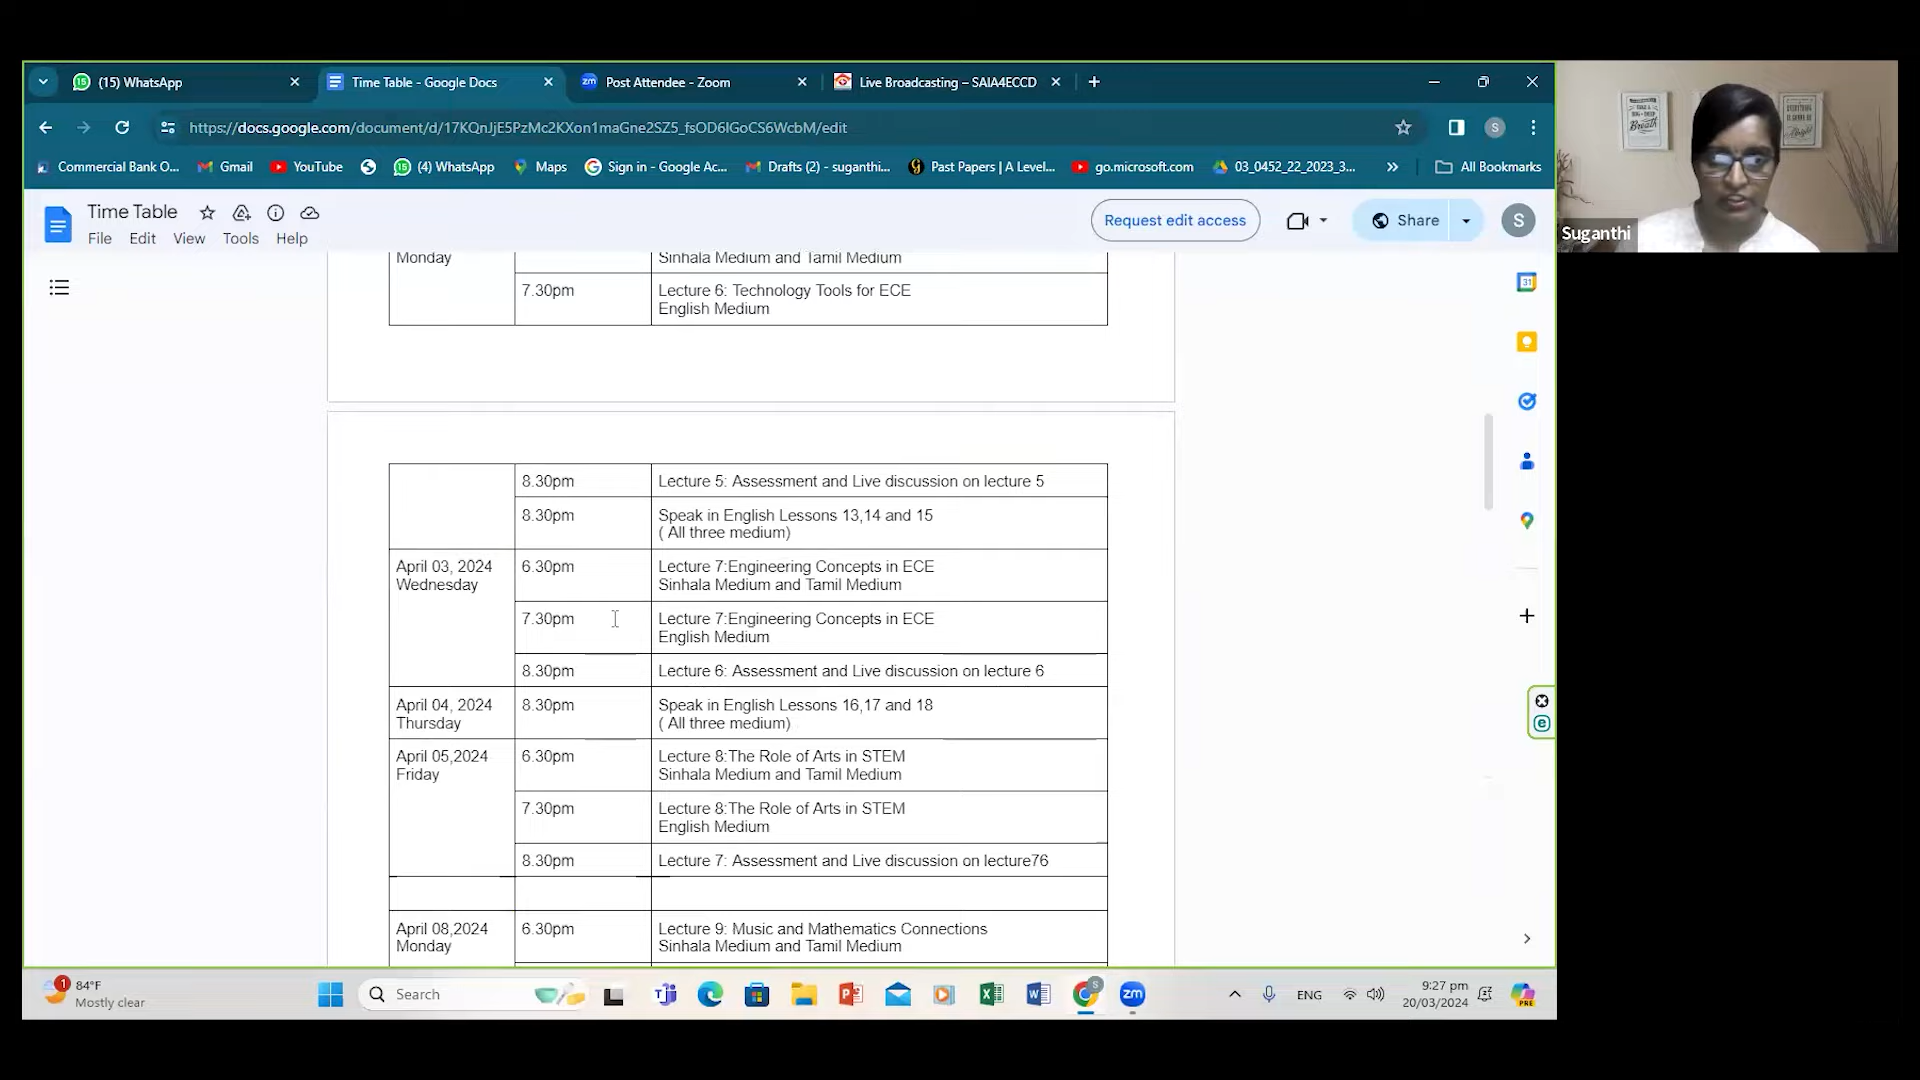 (15) WhatsApp
Time Table - Google Docs
Post Attendee - Zoom
Live Broadcasting – SAIA4ECCD
https://docs.google.com/document/d/17KQnJjE5PzMc2KXon1maGne2SZ5_fsOD6lGoCS6WcbM/edit
S
Commercial Bank O...
Gmail
YouTube
(4) WhatsApp
Maps
Sign in - Google Ac...
Drafts (2) - suganthi...
Past Papers | A Level...
go.microsoft.com
03_0452_22_2023_3...
All Bookmarks
Time Table
File Edit View Tools Help
Request edit access
Share
S
Suganthi
31
Monday
Sinhala Medium and Tamil Medium
7.30pm
Lecture 6: Technology Tools for ECE
English Medium
8.30pm
Lecture 5: Assessment and Live discussion on lecture 5
8.30pm
Speak in English Lessons 13,14 and 15
( All three medium)
April 03, 2024
Wednesday
6.30pm
Lecture 7:Engineering Concepts in ECE
Sinhala Medium and Tamil Medium
7.30pm
Lecture 7:Engineering Concepts in ECE
English Medium
8.30pm
Lecture 6: Assessment and Live discussion on lecture 6
April 04, 2024
Thursday
8.30pm
Speak in English Lessons 16,17 and 18
( All three medium)
April 05,2024
Friday
6.30pm
Lecture 8:The Role of Arts in STEM
Sinhala Medium and Tamil Medium
7.30pm
Lecture 8:The Role of Arts in STEM
English Medium
8.30pm
Lecture 7: Assessment and Live discussion on lecture76
April 08,2024
Monday
6.30pm
Lecture 9: Music and Mathematics Connections
Sinhala Medium and Tamil Medium
1
84°F
Mostly clear
Search
zm
ENG
9:27 pm
20/03/2024
PRE